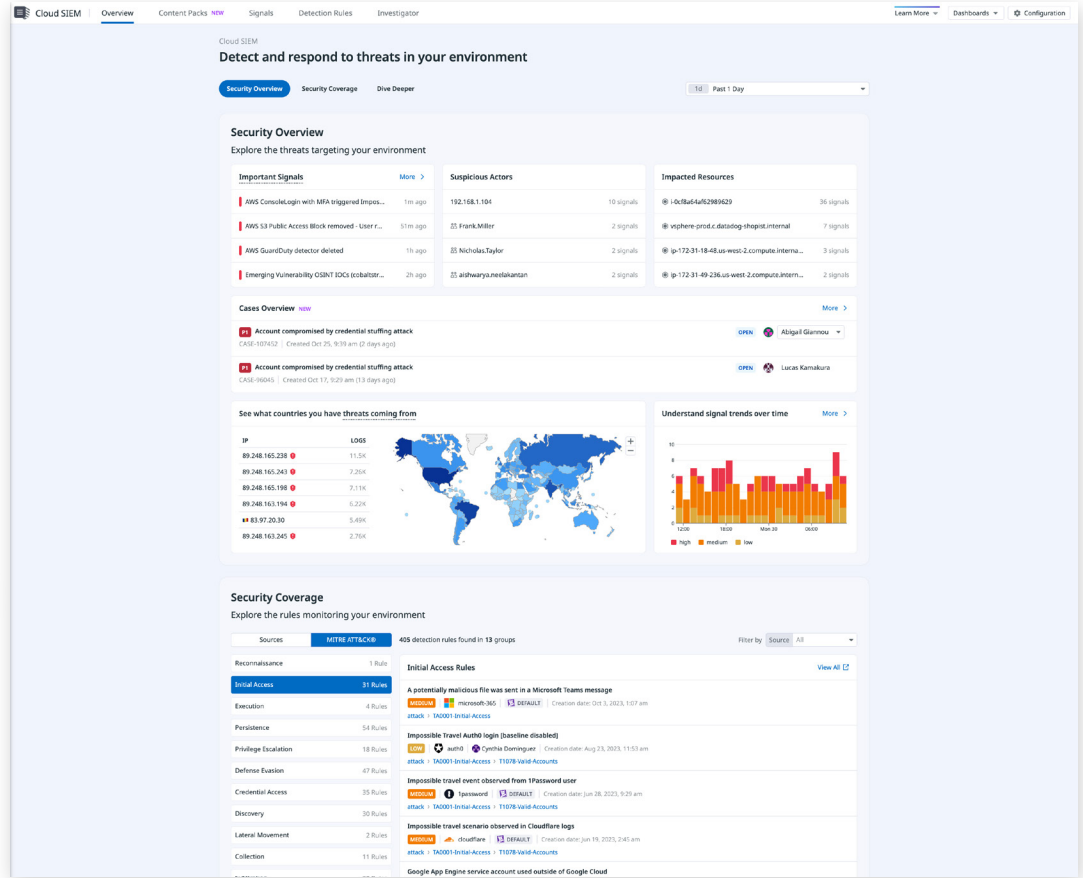 Cloud SIEM
Overview
Content Packs NEW
Signals
Detection Rules
Investigator
Learn More
Dashboards
Configuration
Cloud SIEM
Detect and respond to threats in your environment
Security Overview
Security Coverage
Dive Deeper
1d Past 1 Day
Security Overview
Explore the threats targeting your environment
Important Signals
More >
AWS ConsoleLogin with MFA triggered Impos... 1m ago
AWS S3 Public Access Block removed - User r... 51m ago
AWS GuardDuty detector deleted 1h ago
Emerging Vulnerability OSINT IOCs (cobaltstr... 2h ago
Suspicious Actors
192.168.1.104 10 signals
Frank.Miller 2 signals
Nicholas.Taylor 2 signals
aishwarya.neelakantan 2 signals
Impacted Resources
i-0cf8a64af62989629 36 signals
vsphere-prod.c.datadog-shopist.internal 7 signals
ip-172-31-18-48.us-west-2.compute.interna... 3 signals
ip-172-31-49-236.us-west-2.compute.intern... 2 signals
Cases Overview NEW
More >
P1 Account compromised by credential stuffing attack
CASE-107452 | Created Oct 25, 9:39 am (2 days ago)
OPEN Abigail Giannou
P1 Account compromised by credential stuffing attack
CASE-96045 | Created Oct 17, 9:29 am (13 days ago)
OPEN Lucas Kamakura
See what countries you have threats coming from
IP LOGS
89.248.165.238 11.5K
89.248.165.243 7.26K
89.248.165.198 7.11K
89.248.163.194 6.22K
83.97.20.30 5.49K
89.248.163.245 2.76K
+
−
Understand signal trends over time
More >
10
8
6
4
2
0
12:00 18:00 Mon 30 06:00
high medium low
Security Coverage
Explore the rules monitoring your environment
Sources
MITRE ATT&CK®
405 detection rules found in 13 groups
Filter by Source All
Reconnaissance 1 Rule
Initial Access 31 Rules
Execution 4 Rules
Persistence 54 Rules
Privilege Escalation 18 Rules
Defense Evasion 47 Rules
Credential Access 35 Rules
Discovery 30 Rules
Lateral Movement 2 Rules
Collection 11 Rules
Initial Access Rules
View All
A potentially malicious file was sent in a Microsoft Teams message
MEDIUM microsoft-365 | DEFAULT | Creation date: Oct 3, 2023, 1:07 am
attack > TA0001-Initial-Access
Impossible Travel Auth0 login (baseline disabled)
LOW auth0 | Cynthia Dominguez | Creation date: Aug 23, 2023, 11:53 am
attack > TA0001-Initial-Access > T1078-Valid-Accounts
Impossible travel event observed from 1Password user
MEDIUM 1password | DEFAULT | Creation date: Jun 28, 2023, 9:29 am
attack > TA0001-Initial-Access > T1078-Valid-Accounts
Impossible travel scenario observed in Cloudflare logs
MEDIUM cloudflare | DEFAULT | Creation date: Jun 19, 2023, 2:45 am
attack > TA0001-Initial-Access > T1078-Valid-Accounts
Google App Engine service account used outside of Google Cloud